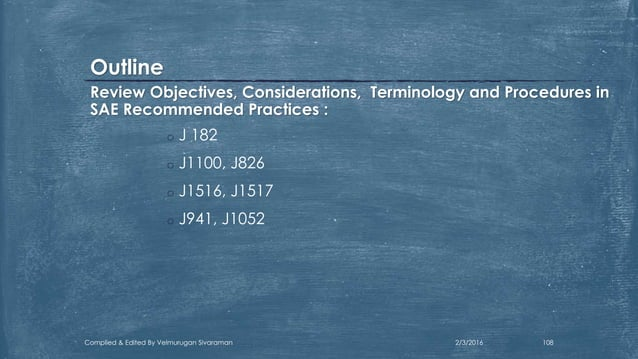 Outline
Review Objectives, Considerations, Terminology and Procedures in
SAE Recommended Practices :
o J 182
o J1100, J826
o J1516, J1517
o J941, J1052
Complied & Edited By Velmurugan Sivaraman 2/3/2016 108